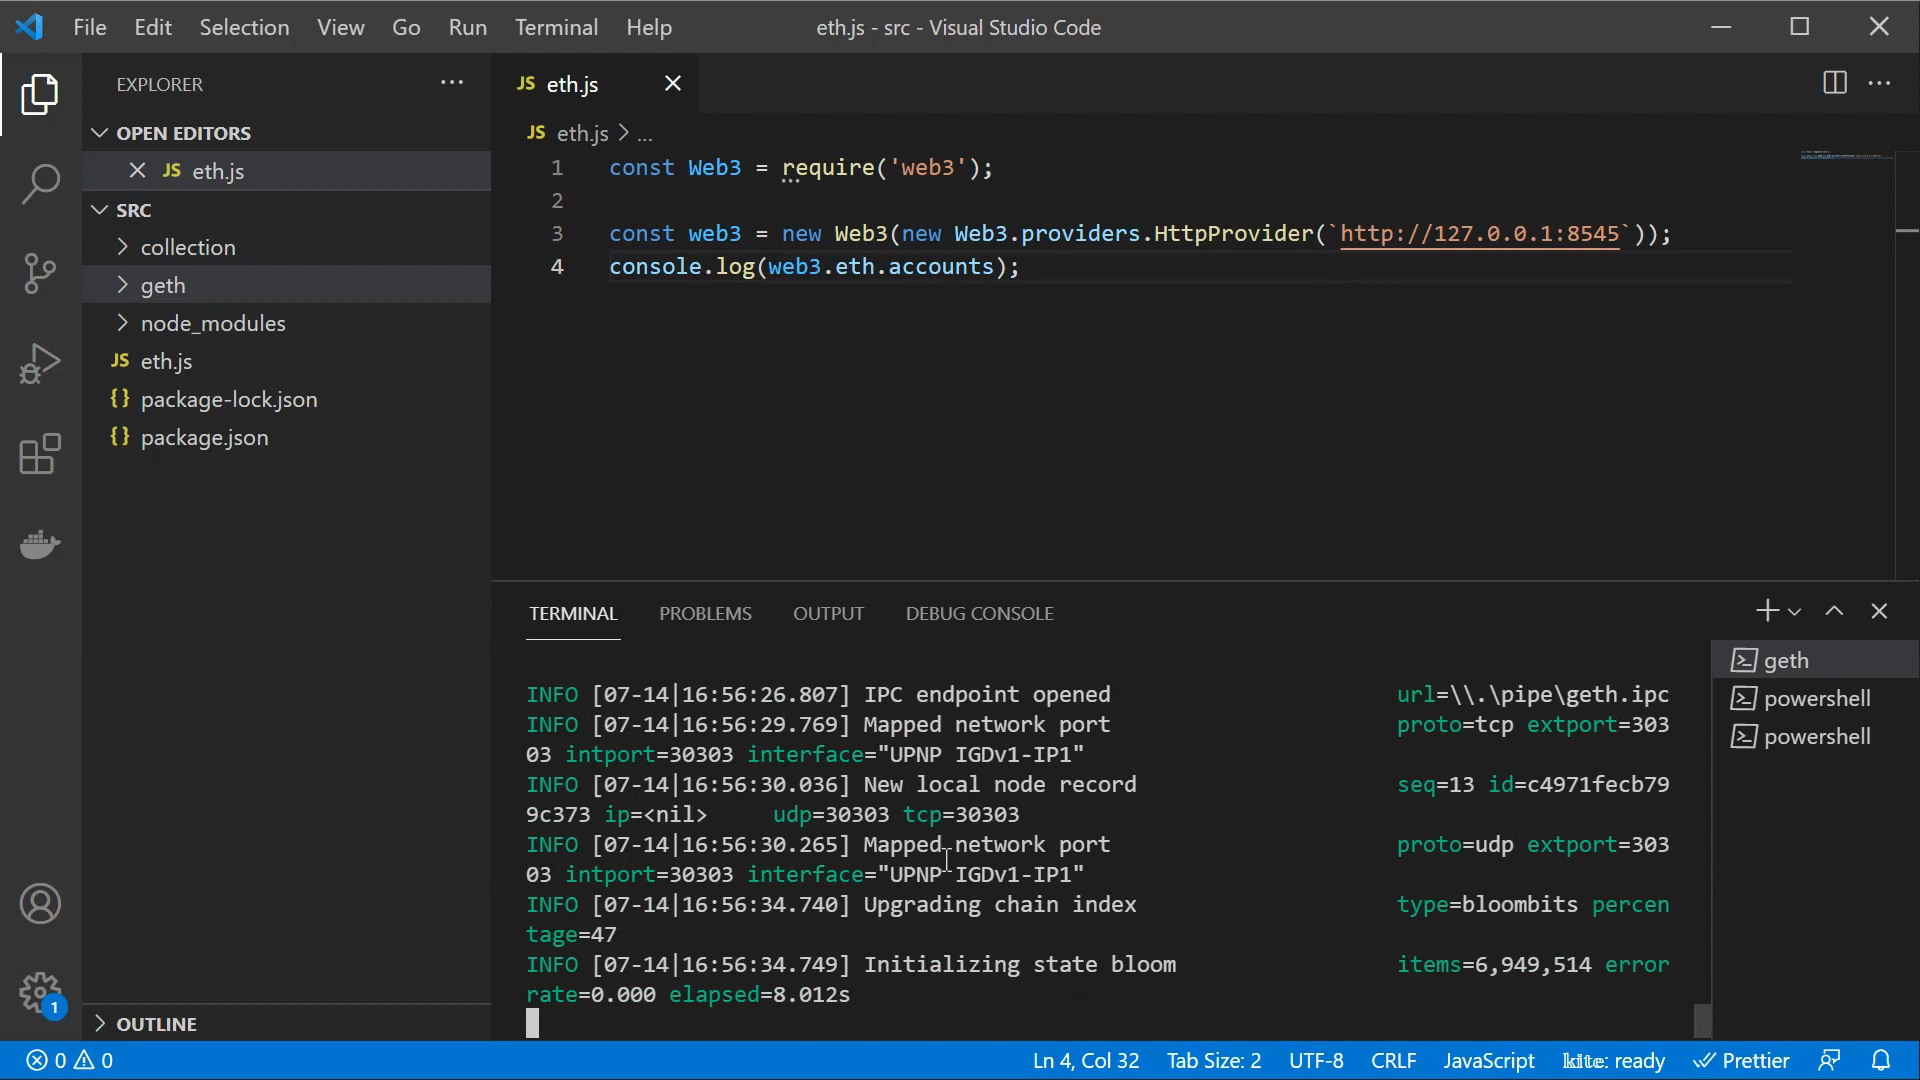 File Edit Selection View Go Run Terminal Help eth.js - src - Visual Studio Code
EXPLORER
OPEN EDITORS
JS eth.js
SRC
collection
geth
node_modules
JS eth.js
{} package-lock.json
{} package.json
OUTLINE
JS eth.js
JS eth.js > ...
1 const Web3 = require('web3');
2
3 const web3 = new Web3(new Web3.providers.HttpProvider(`http://127.0.0.1:8545`));
4 console.log(web3.eth.accounts);
TERMINAL PROBLEMS OUTPUT DEBUG CONSOLE
INFO [07-14|16:56:26.807] IPC endpoint opened url=\\.\pipe\geth.ipc
INFO [07-14|16:56:29.769] Mapped network port proto=tcp extport=303
03 intport=30303 interface="UPNP IGDv1-IP1"
INFO [07-14|16:56:30.036] New local node record seq=13 id=c4971fecb79
9c373 ip=<nil> udp=30303 tcp=30303
INFO [07-14|16:56:30.265] Mapped network port proto=udp extport=303
03 intport=30303 interface="UPNP IGDv1-IP1"
INFO [07-14|16:56:34.740] Upgrading chain index type=bloombits percen
tage=47
INFO [07-14|16:56:34.749] Initializing state bloom items=6,949,514 error
rate=0.000 elapsed=8.012s
geth
powershell
powershell
1
0 0 Ln 4, Col 32 Tab Size: 2 UTF-8 CRLF JavaScript kite: ready Prettier